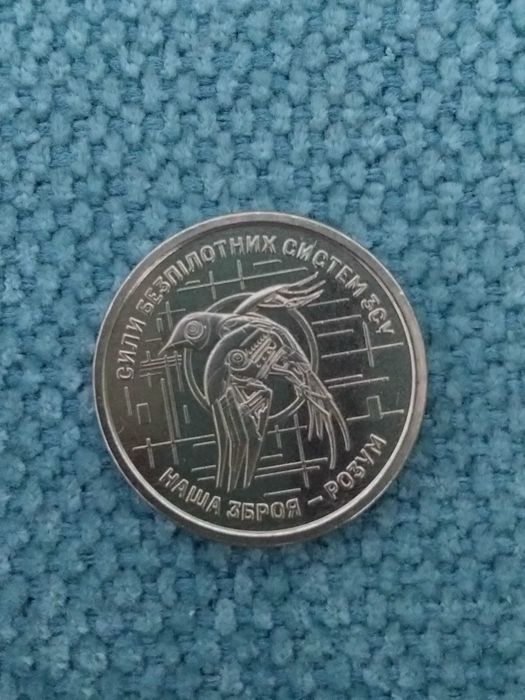 СИЛИ БЕЗПІЛОТНИХ СИСТЕМ ЗСУ
НАША ЗБРОЯ – РОЗУМ